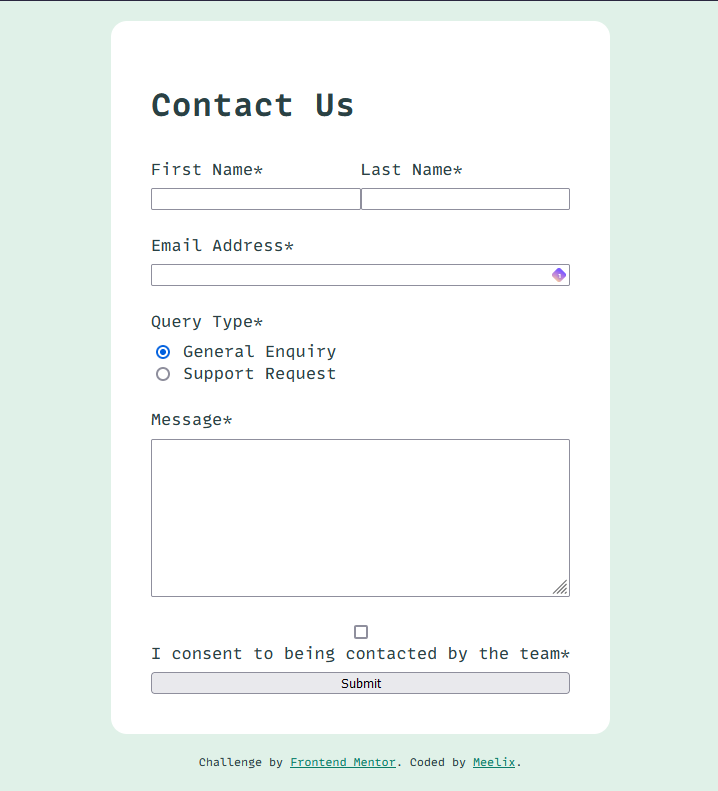 Contact Us
First Name* Last Name*
Email Address*
Query Type*
General Enquiry
Support Request
Message*
I consent to being contacted by the team*
Submit
Challenge by Frontend Mentor. Coded by Meelix.